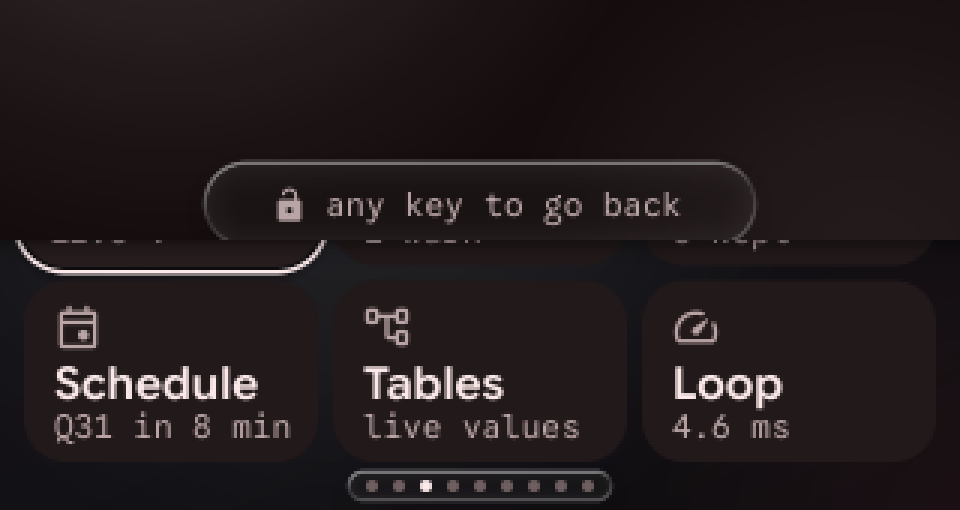 any key to go back
Schedule
Tables
Loop
Q31 in 8 min
live values
4.6 ms